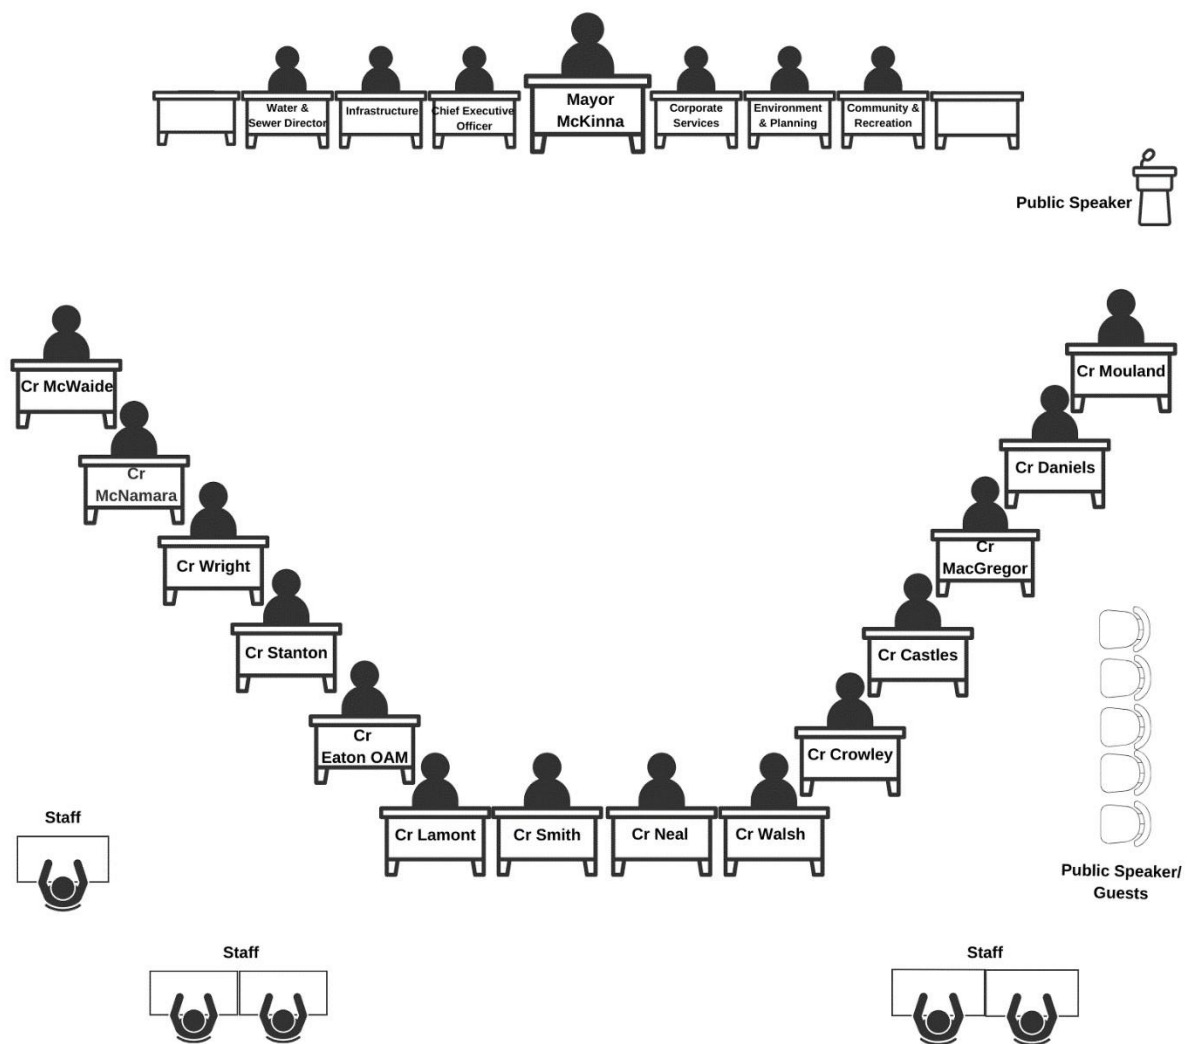 Water &
Sewer Director
Infrastructure
Chief Executive
Officer
Mayor
McKinna
Corporate
Services
Environment
& Planning
Community &
Recreation
Public Speaker
Cr McWaide
Cr Mouland
Cr
McNamara
Cr Daniels
Cr Wright
Cr
MacGregor
Cr Stanton
Cr Castles
Cr
Eaton OAM
Cr Crowley
Cr Lamont
Cr Smith
Cr Neal
Cr Walsh
Staff
Public Speaker/
Guests
Staff
Staff